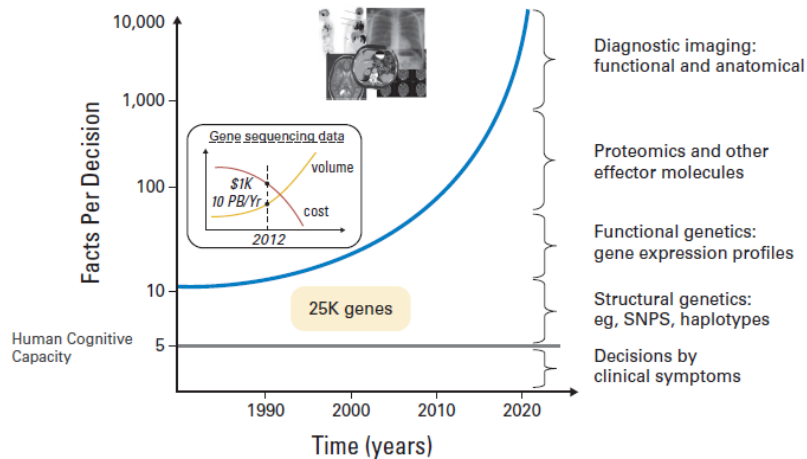 10,000
1,000
100
10
5
Facts Per Decision
Human Cognitive
Capacity
Gene sequencing data
volume
$1K
10 PB/Yr
cost
2012
25K genes
Diagnostic imaging:
functional and anatomical
Proteomics and other
effector molecules
Functional genetics:
gene expression profiles
Structural genetics:
eg, SNPS, haplotypes
Decisions by
clinical symptoms
1990
2000
2010
2020
Time (years)